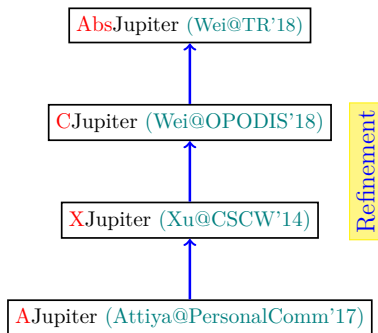 AbsJupiter (Wei@TR'18)
CJupiter (Wei@OPODIS'18)
Refinement
XJupiter (Xu@CSCW'14)
AJupiter (Attiya@PersonalComm'17)